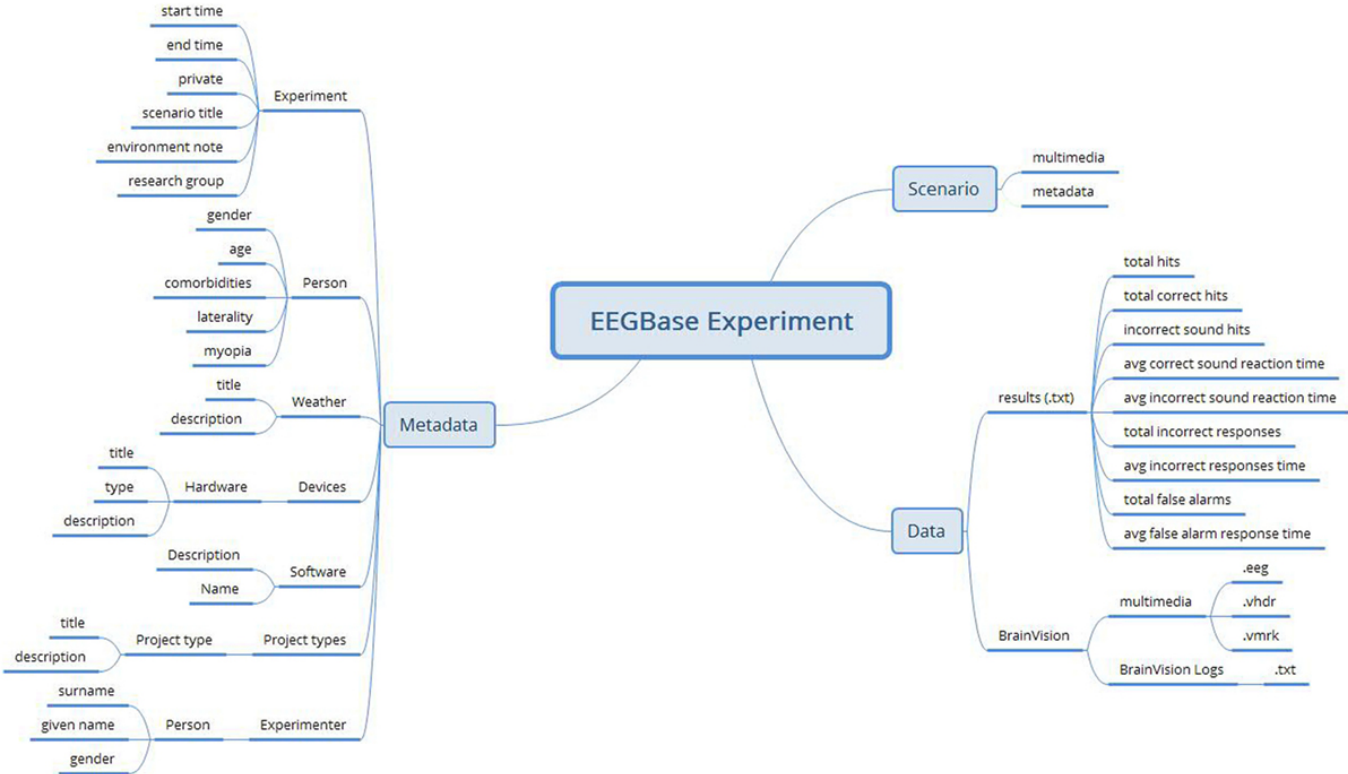 start time
end time
private
scenario title
environment note
research group
Experiment
gender
age
comorbidities
laterality
myopia
Person
title
description
Weather
title
type
description
Hardware
Devices
Description
Name
Software
title
description
Project type
Project types
surname
given name
gender
Person
Experimenter
Metadata
EEGBase Experiment
Scenario
multimedia
metadata
Data
results (.txt)
total hits
total correct hits
incorrect sound hits
avg correct sound reaction time
avg incorrect sound reaction time
total incorrect responses
avg incorrect responses time
total false alarms
avg false alarm response time
BrainVision
multimedia
.eeg
.vhdr
.vmrk
BrainVision Logs
.txt